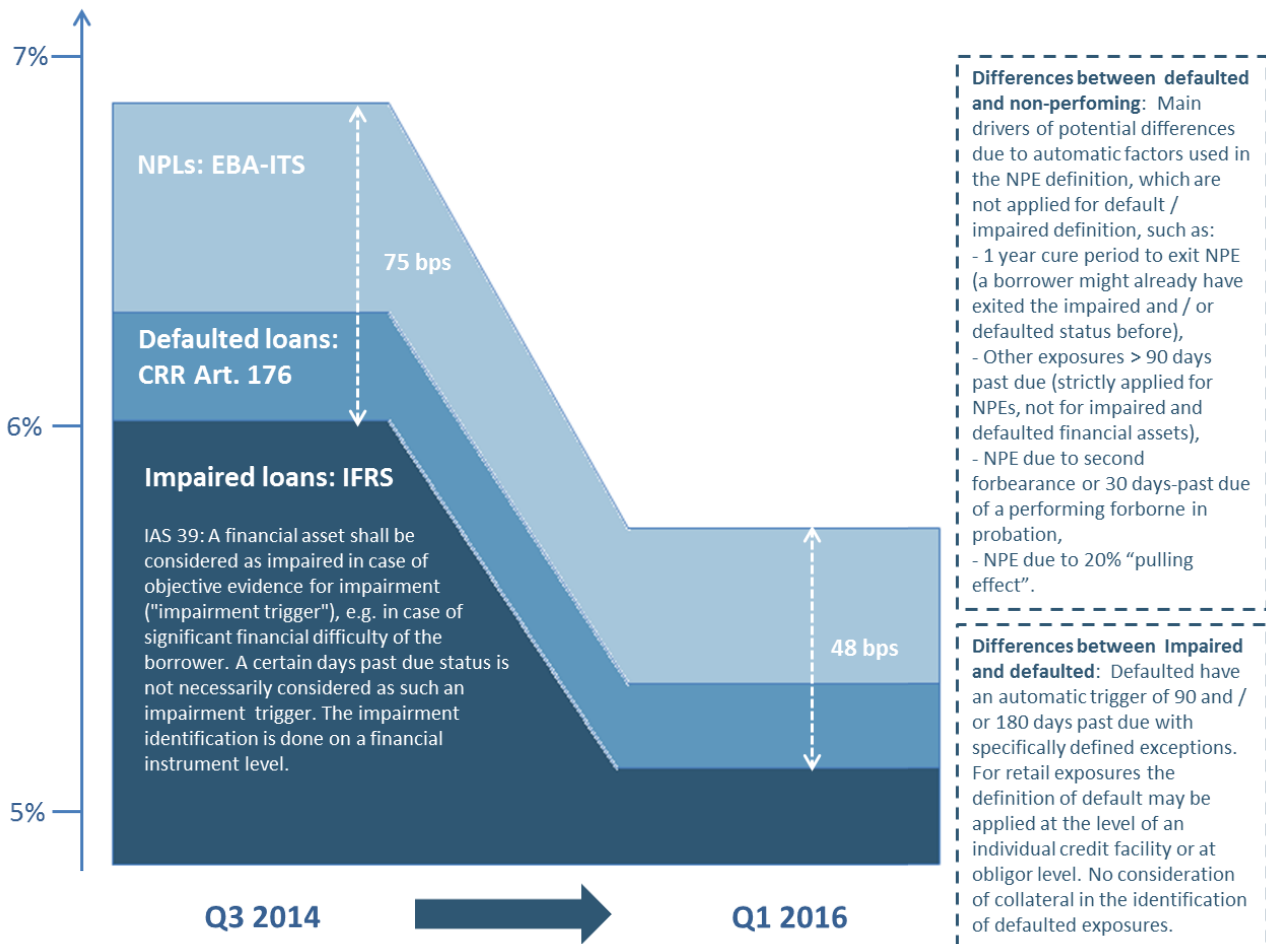 7%
6%
5%
NPLs: EBA-ITS
75 bps
Defaulted loans:
CRR Art. 176
Impaired loans: IFRS
IAS 39: A financial asset shall be
considered as impaired in case of
objective evidence for impairment
("impairment trigger"), e.g. in case of
significant financial difficulty of the
borrower. A certain days past due status is
not necessarily considered as such an
impairment trigger. The impairment
identification is done on a financial
instrument level.
48 bps
Q3 2014
Q1 2016
Differences between defaulted
and non-perfoming: Main
drivers of potential differences
due to automatic factors used in
the NPE definition, which are
not applied for default /
impaired definition, such as:
- 1 year cure period to exit NPE
(a borrower might already have
exited the impaired and / or
defaulted status before),
- Other exposures > 90 days
past due (strictly applied for
NPEs, not for impaired and
defaulted financial assets),
- NPE due to second
forbearance or 30 days-past due
of a performing forborne in
probation,
- NPE due to 20% “pulling
effect”.
Differences between Impaired
and defaulted: Defaulted have
an automatic trigger of 90 and /
or 180 days past due with
specifically defined exceptions.
For retail exposures the
definition of default may be
applied at the level of an
individual credit facility or at
obligor level. No consideration
of collateral in the identification
of defaulted exposures.